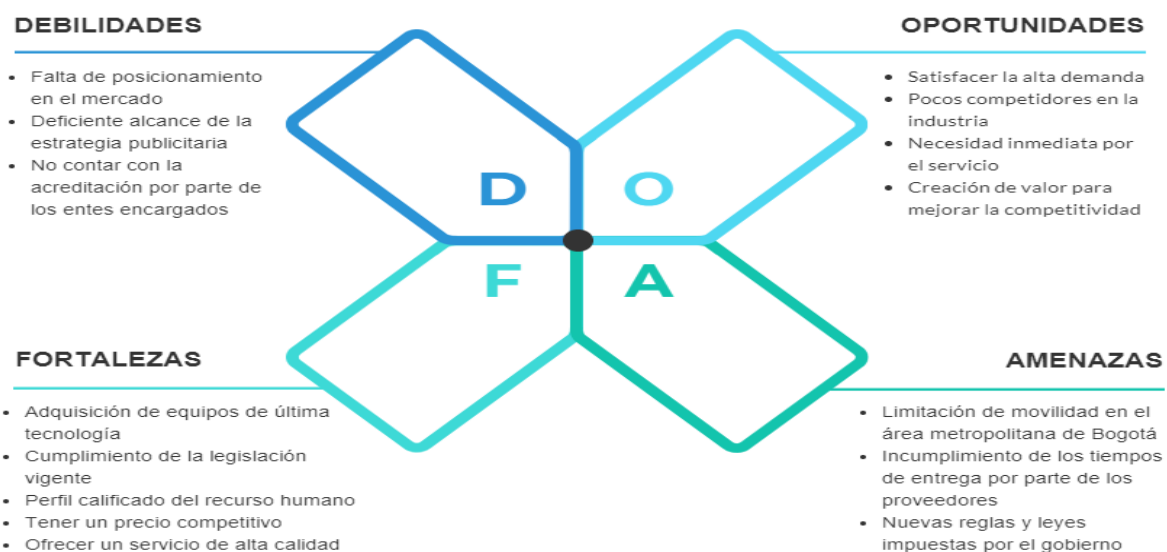 DEBILIDADES
• Falta de posicionamiento
en el mercado
• Deficiente alcance de la
estrategia publicitaria
• No contar con la
acreditación por parte de
los entes encargados
OPORTUNIDADES
• Satisfacer la alta demanda
• Pocos competidores en la
industria
• Necesidad inmediata por
el servicio
• Creación de valor para
mejorar la competitividad
D
O
F
A
FORTALEZAS
• Adquisición de equipos de última
tecnología
• Cumplimiento de la legislación
vigente
• Perfil calificado del recurso humano
• Tener un precio competitivo
• Ofrecer un servicio de alta calidad
AMENAZAS
• Limitación de movilidad en el
área metropolitana de Bogotá
• Incumplimiento de los tiempos
de entrega por parte de los
proveedores
• Nuevas reglas y leyes
impuestas por el gobierno